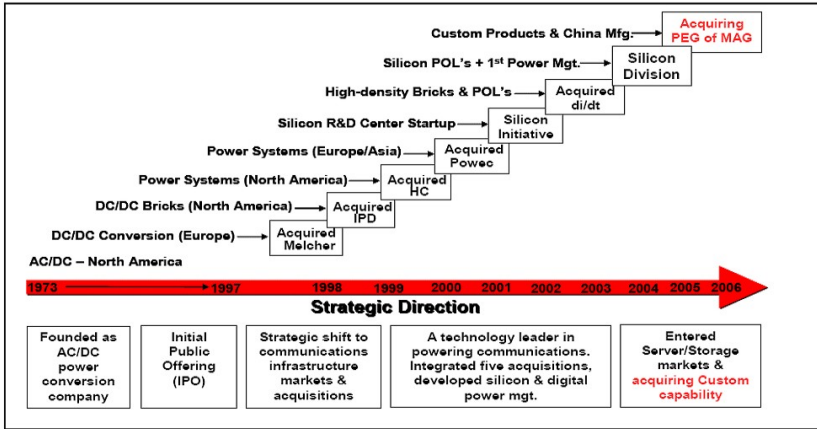 Custom Products & China Mfg.
Acquiring
PEG of MAG
Silicon POL's + 1st Power Mgt.
Silicon
Division
High-density Bricks & POL's
Acquired
di/dt
Silicon R&D Center Startup
Silicon
Initiative
Power Systems (Europe/Asia)
Acquired
Powec
Power Systems (North America)
Acquired
HC
DC/DC Bricks (North America)
Acquired
IPD
DC/DC Conversion (Europe)
Acquired
Melcher
AC/DC – North America
1973 1997 1998 1999 2000 2001 2002 2003 2004 2005 2006
Strategic Direction
Founded as
AC/DC
power
conversion
company
Initial
Public
Offering
(IPO)
Strategic shift to
communications
infrastructure
markets &
acquisitions
A technology leader in
powering communications.
Integrated five acquisitions,
developed silicon & digital
power mgt.
Entered
Server/Storage
markets &
acquiring Custom
capability